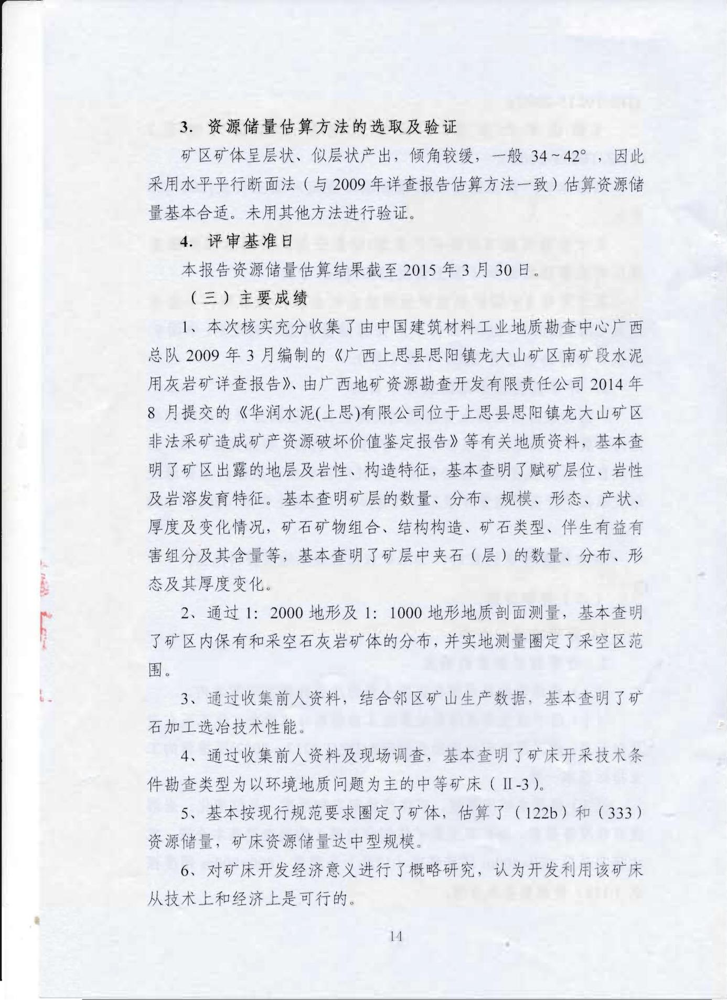 3. 资源储量估算方法的选取及验证
矿区矿体呈层状、似层状产出，倾角较缓，一般 34~42°，因此
采用水平平行断面法（与 2009 年详查报告估算方法一致）估算资源储
量基本合适。未用其他方法进行验证。
4. 评审基准日
本报告资源储量估算结果截至 2015 年 3 月 30 日。
（三）主要成绩
1、本次核实充分收集了由中国建筑材料工业地质勘查中心广西
总队 2009 年 3 月编制的《广西上思县思阳镇龙大山矿区南矿段水泥
用灰岩矿详查报告》、由广西地矿资源勘查开发有限责任公司 2014 年
8 月提交的《华润水泥(上思)有限公司位于上思县思阳镇龙大山矿区
非法采矿造成矿产资源破坏价值鉴定报告》等有关地质资料，基本查
明了矿区出露的地层及岩性、构造特征，基本查明了赋矿层位、岩性
及岩溶发育特征。基本查明矿层的数量、分布、规模、形态、产状、
厚度及变化情况，矿石矿物组合、结构构造、矿石类型、伴生有益有
害组分及其含量等，基本查明了矿层中夹石（层）的数量、分布、形
态及其厚度变化。
2、通过 1：2000 地形及 1：1000 地形地质剖面测量，基本查明
了矿区内保有和采空石灰岩矿体的分布，并实地测量圈定了采空区范
围。
3、通过收集前人资料，结合邻区矿山生产数据，基本查明了矿
石加工选冶技术性能。
4、通过收集前人资料及现场调查，基本查明了矿床开采技术条
件勘查类型为以环境地质问题为主的中等矿床（Ⅱ-3）。
5、基本按现行规范要求圈定了矿体，估算了（122b）和（333）
资源储量，矿床资源储量达中型规模。
6、对矿床开发经济意义进行了概略研究，认为开发利用该矿床
从技术上和经济上是可行的。
14